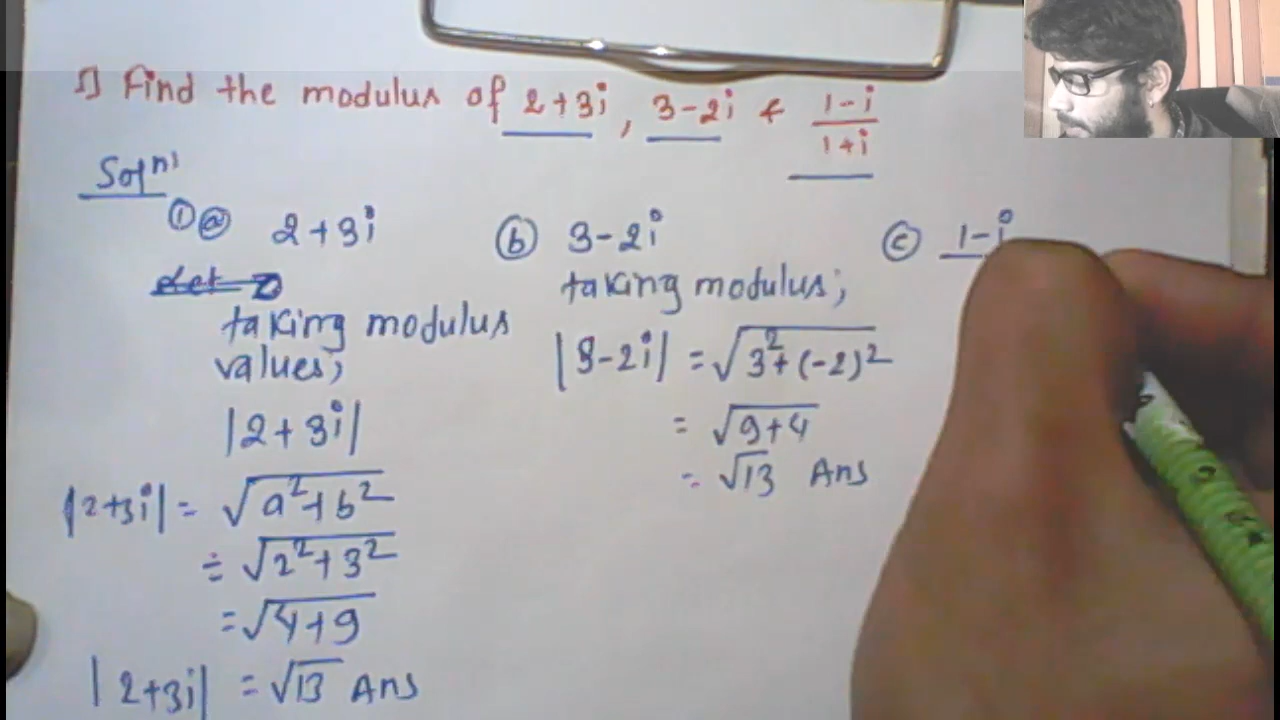 1) Find the modulus of 2+3i, 3-2i & 1-i/1+i
Solⁿ:
① ⓐ 2+3i
Let z
taking modulus
values;
|2+3i|
|2+3i| = √a²+b²
= √2²+3²
= √4+9
|2+3i| = √13 Ans
ⓑ 3-2i
taking modulus;
|3-2i| = √3²+(-2)²
= √9+4
= √13 Ans
ⓒ 1-i